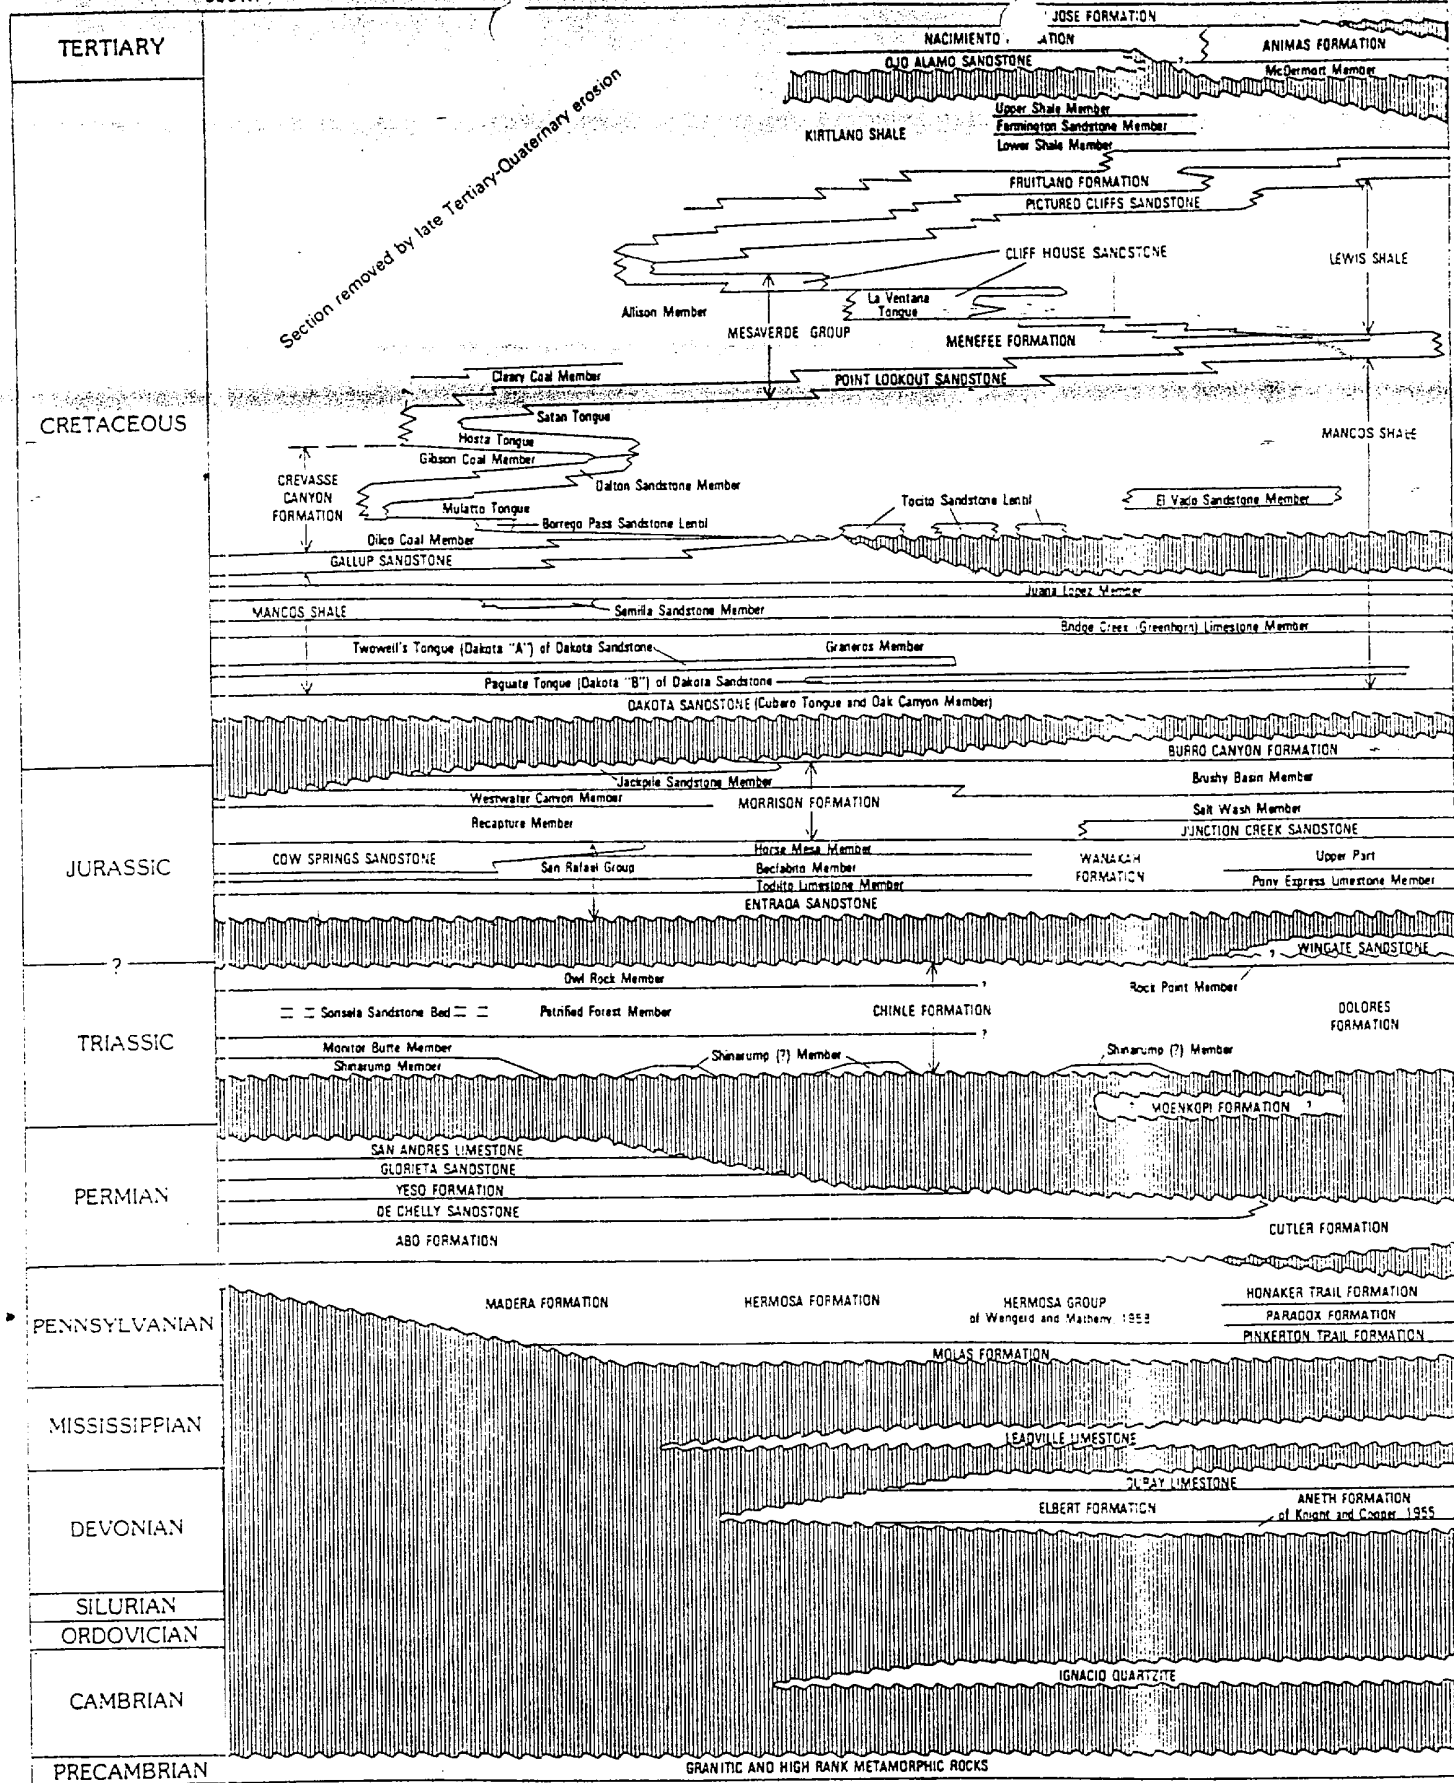 TERTIARY
JOSE FORMATION
NACIMIENTO
ANIMAS FORMATION
OJO ALAMO SANDSTONE
?
McDermott Member
Section removed by late Tertiary-Quaternary erosion
Upper Shale Member
KIRTLAND SHALE
Farmington Sandstone Member
Lower Shale Member
FRUITLAND FORMATION
PICTURED CLIFFS SANDSTONE
CLIFF HOUSE SANDSTONE
LEWIS SHALE
La Ventana
Tongue
Allison Member
MESAVERDE GROUP
MENEFEE FORMATION
Cleary Coal Member
POINT LOOKOUT SANDSTONE
CRETACEOUS
Satan Tongue
Hosta Tongue
MANCOS SHALE
Gibson Coal Member
CREVASSE
CANYON
FORMATION
Dalton Sandstone Member
Mulatto Tongue
Tocito Sandstone Lentil
El Vado Sandstone Member
Borrego Pass Sandstone Lentil
Dilco Coal Member
GALLUP SANDSTONE
Juana Lopez Member
MANCOS SHALE
Semilla Sandstone Member
Bridge Creek (Greenhorn) Limestone Member
Twowell's Tongue (Dakota "A") of Dakota Sandstone
Graneros Member
Paguate Tongue (Dakota "B") of Dakota Sandstone
DAKOTA SANDSTONE (Cubero Tongue and Oak Canyon Member)
BURRO CANYON FORMATION
Jackpile Sandstone Member
Brushy Basin Member
Westwater Canyon Member
MORRISON FORMATION
Salt Wash Member
Recapture Member
JUNCTION CREEK SANDSTONE
JURASSIC
Horse Mesa Member
COW SPRINGS SANDSTONE
San Rafael Group
Beclabito Member
WANAKAH
FORMATION
Upper Part
Todilto Limestone Member
Pony Express Limestone Member
ENTRADA SANDSTONE
? WINGATE SANDSTONE
?
Owl Rock Member
Rock Point Member
?
Sonsela Sandstone Bed
Petrified Forest Member
CHINLE FORMATION
DOLORES
FORMATION
TRIASSIC
?
Monitor Butte Member
Shinarump (?) Member
Shinarump (?) Member
Shinarump Member
? MOENKOPI FORMATION ?
SAN ANDRES LIMESTONE
GLORIETA SANDSTONE
PERMIAN
YESO FORMATION
DE CHELLY SANDSTONE
CUTLER FORMATION
ABO FORMATION
MADERA FORMATION
HERMOSA FORMATION
HERMOSA GROUP
of Wengerd and Matheny, 1958
HONAKER TRAIL FORMATION
PARADOX FORMATION
PENNSYLVANIAN
PINKERTON TRAIL FORMATION
MOLAS FORMATION
MISSISSIPPIAN
LEADVILLE LIMESTONE
OURAY LIMESTONE
DEVONIAN
ELBERT FORMATION
ANETH FORMATION
of Knight and Cooper, 1955
SILURIAN
ORDOVICIAN
IGNACIO QUARTZITE
CAMBRIAN
PRECAMBRIAN
GRANITIC AND HIGH RANK METAMORPHIC ROCKS